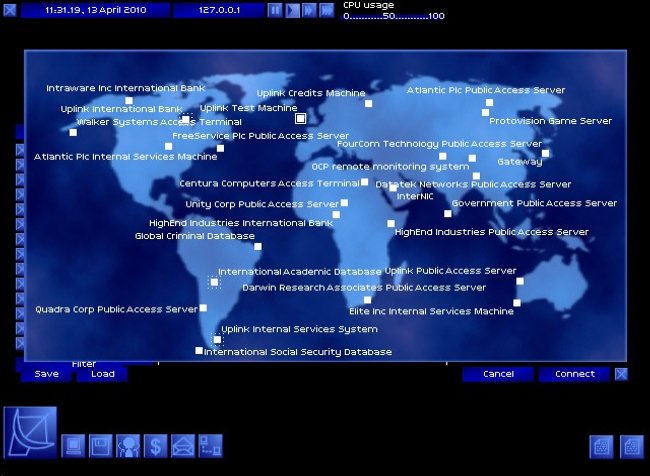 11:31.19, 13 April 2010
127.0.0.1
CPU usage
0...........50...........100
Intraware Inc International Bank
Uplink Credits Machine
Atlantic Plc Public Access Server
Uplink International Bank
Uplink Test Machine
Walker Systems Access Terminal
Protovision Game Server
FreeService Plc Public Access Server
FourCom Technology Public Access Server
Atlantic Plc Internal Services Machine
OCP remote monitoring system
Gateway
Centura Computers Access Terminal
Datatek Networks Public Access Server
InterNIC
Unity Corp Public Access Server
Government Public Access Server
HighEnd Industries International Bank
HighEnd Industries Public Access Server
Global Criminal Database
International Academic Database
Uplink Public Access Server
Darwin Research Associates Public Access Server
Quadra Corp Public Access Server
Elite Inc Internal Services Machine
Uplink Internal Services System
International Social Security Database
Filter
Save
Load
Cancel
Connect